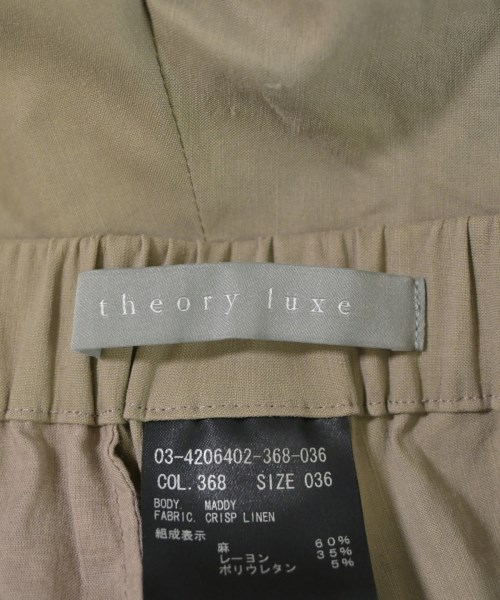 theory luxe
03-4206402-368-036
COL. 368 SIZE 036
BODY. MADDY
FABRIC. CRISP LINEN
組成表示
麻 60%
レーヨン 35%
ポリウレタン 5%